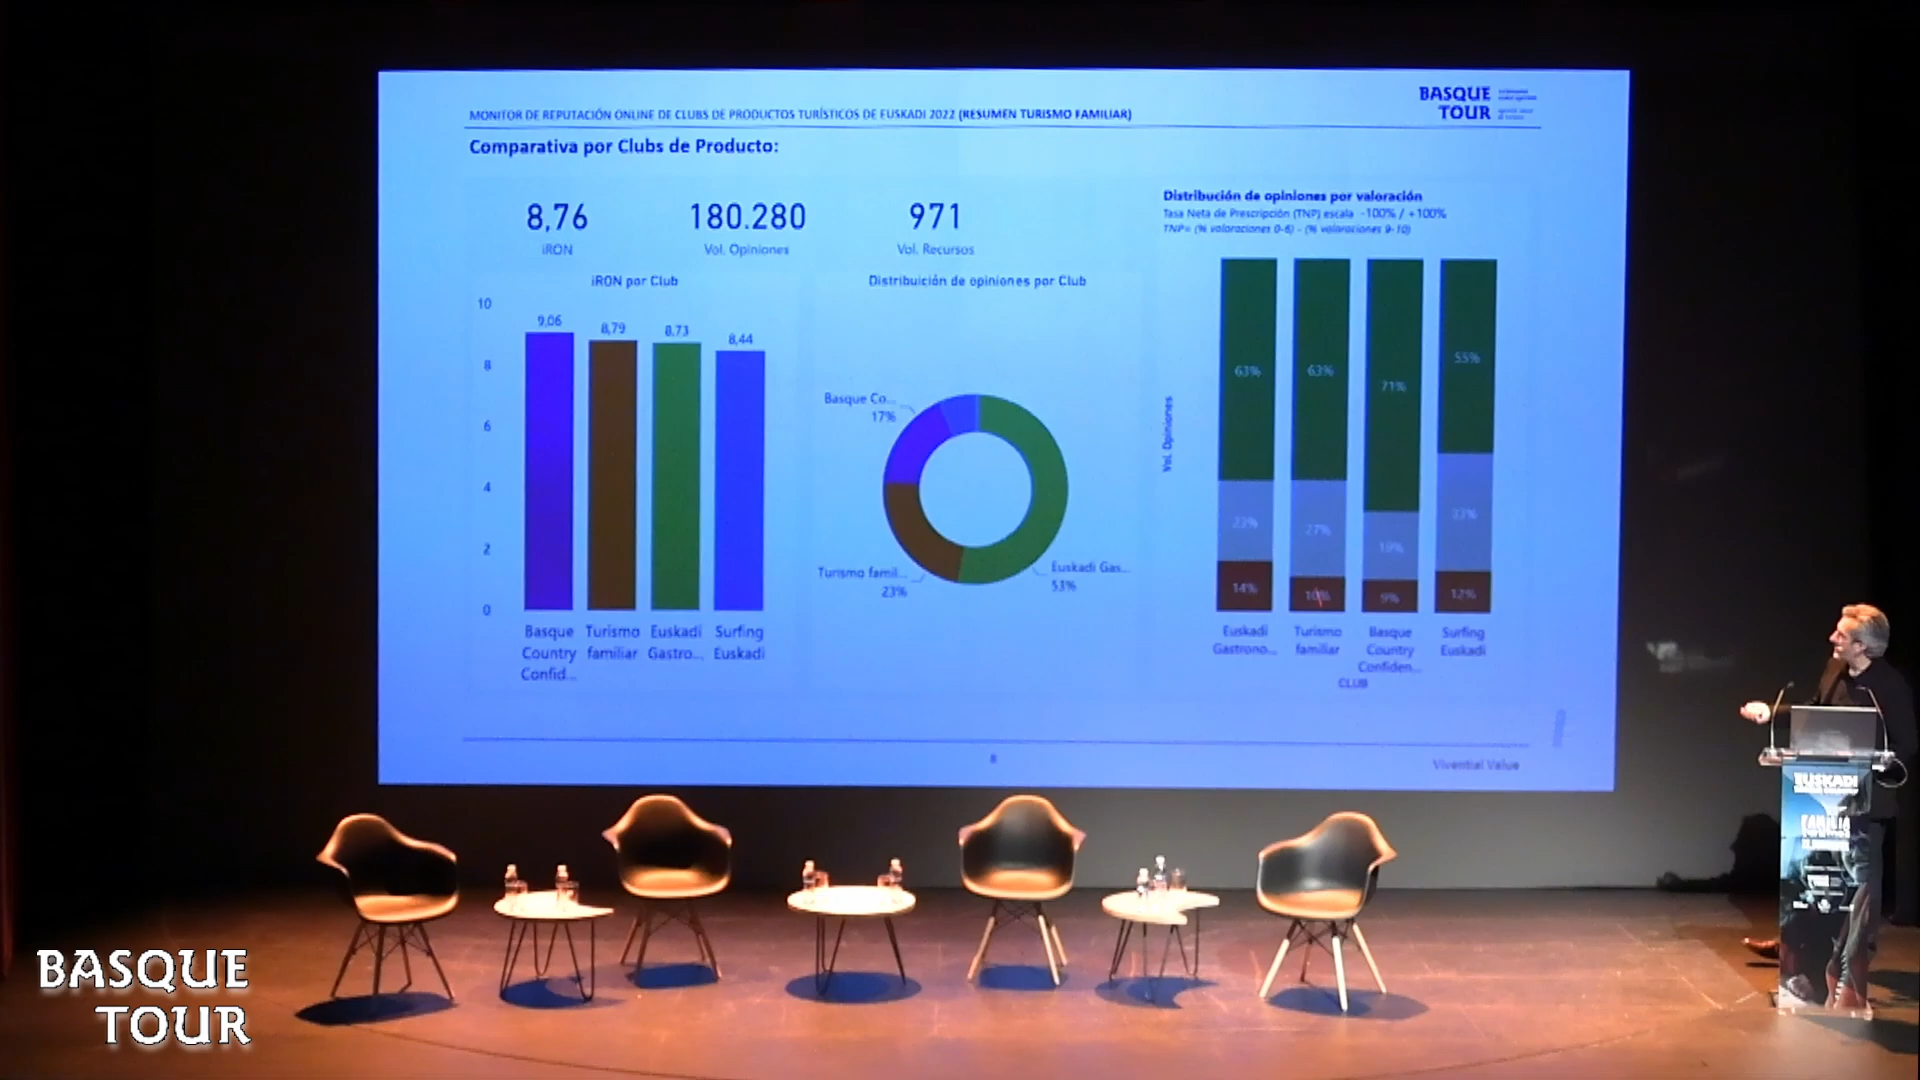 MONITOR DE REPUTACIÓN ONLINE DE CLUBS DE PRODUCTOS TURÍSTICOS DE EUSKADI 2022 (RESUMEN TURISMO FAMILIAR)
BASQUE
TOUR
Comparativa por Clubs de Producto:
8,76
iRON
180.280
Vol. Opiniones
971
Vol. Recursos
iRON por Club
10
8
6
4
2
0
9,06
8,79
8,73
8,44
Basque
Country
Confid...
Turismo
familiar
Euskadi
Gastro...
Surfing
Euskadi
Distribuición de opiniones por Club
Basque Co...
17%
Turismo famil...
23%
Euskadi Gas...
53%
Distribución de opiniones por valoración
Tasa Neta de Prescripción (TNP) escala -100% / +100%
TNP= (% valoraciones 0-6) - (% valoraciones 9-10)
Vol. Opiniones
63%
63%
71%
55%
23%
27%
19%
33%
14%
10%
9%
12%
Euskadi
Gastrono...
Turismo
familiar
Basque
Country
Confiden...
Surfing
Euskadi
CLUB
8
Vivential Value
EUSKADI
FAMILIA
BASQUE
TOUR